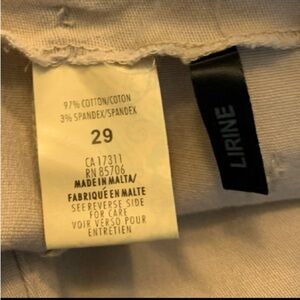 97% COTTON/COTON
3% SPANDEX/SPANDEX
29
CA 17311
RN 85706
MADE IN MALTA/
FABRIQUÉ EN MALTE
SEE REVERSE SIDE
FOR CARE
VOIR VERSO POUR
ENTRETIEN
LIRINE